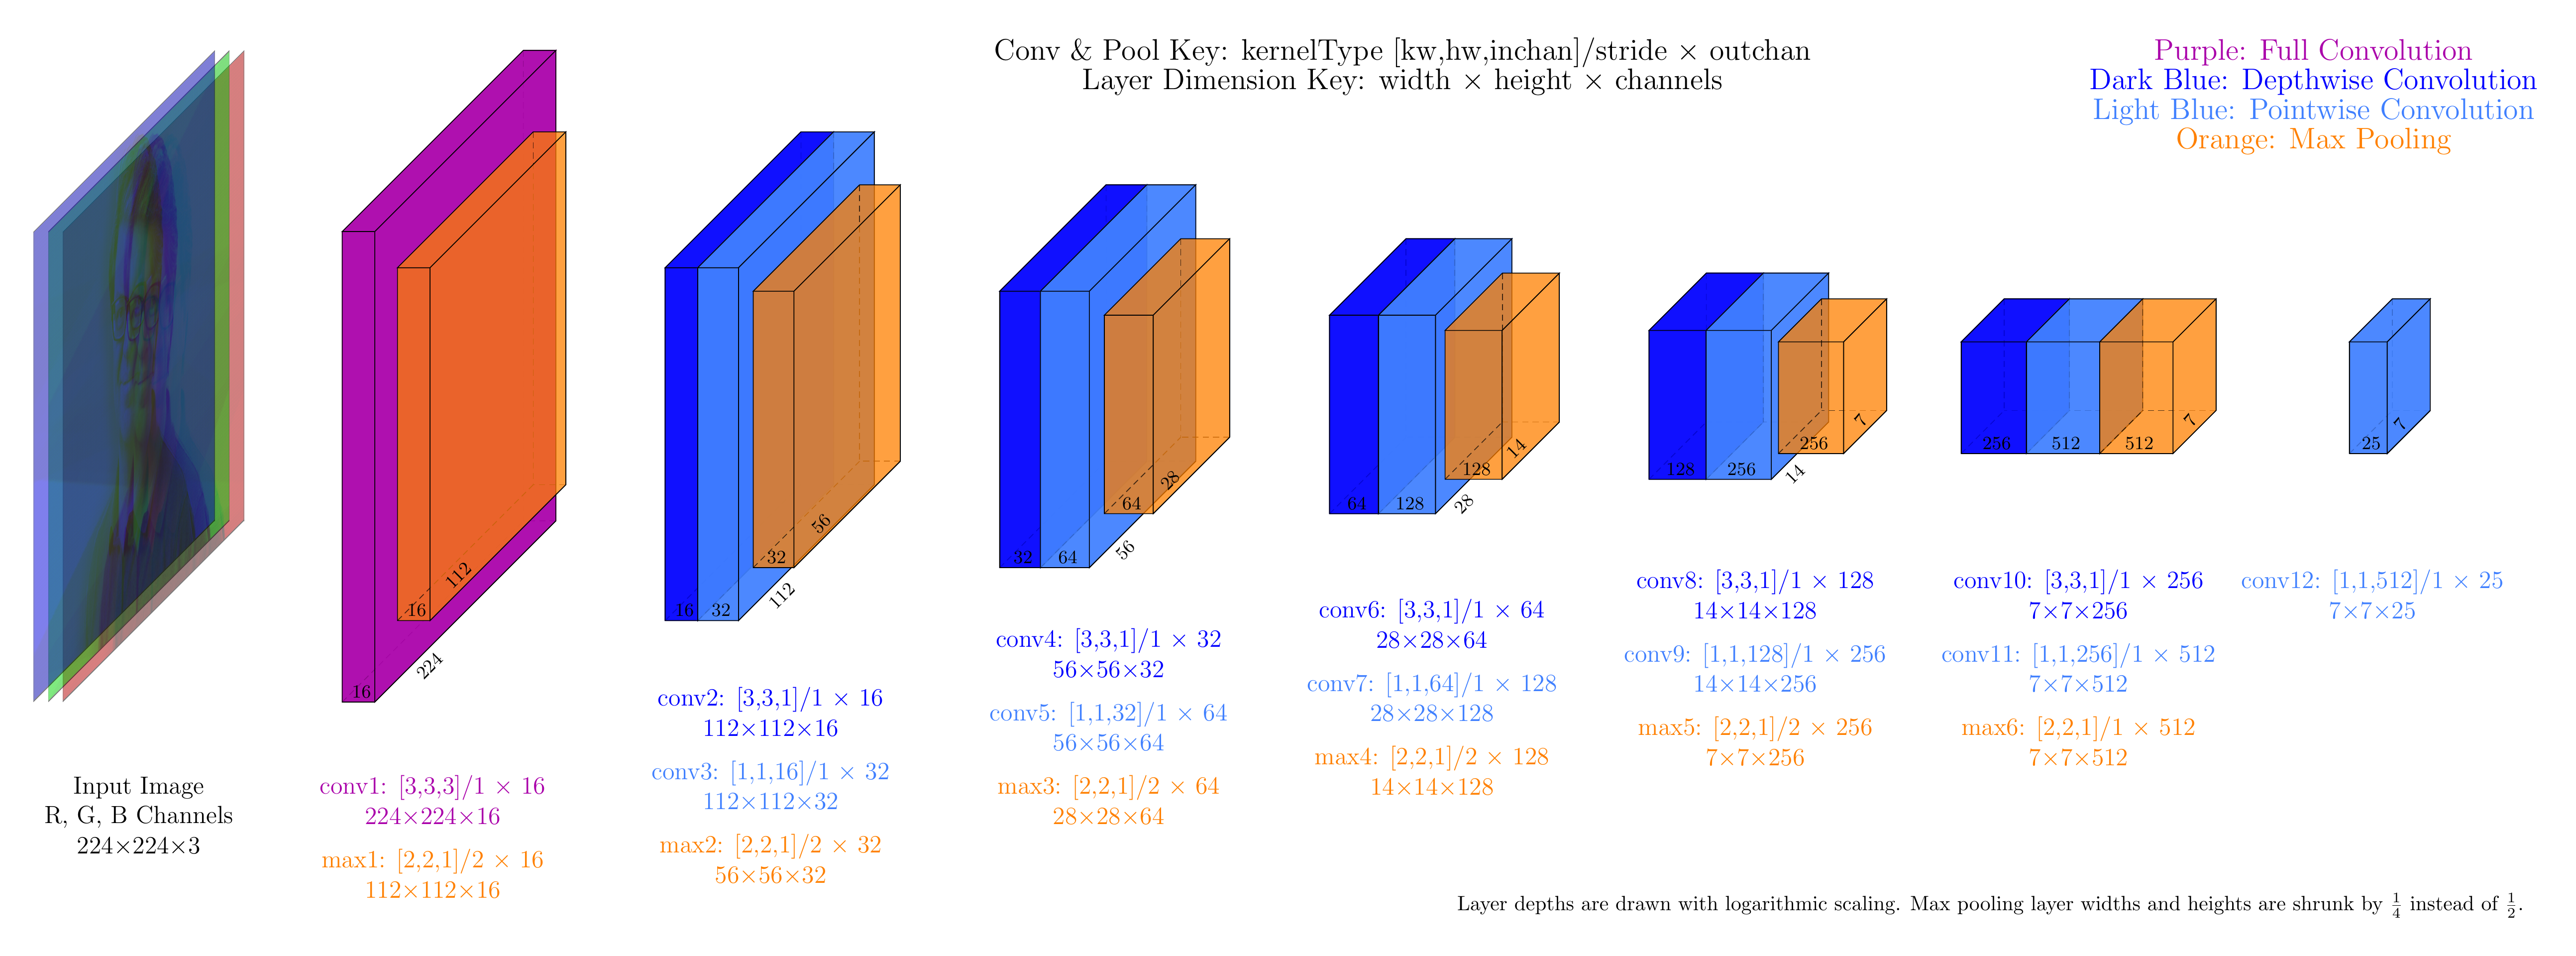 Conv & Pool Key: kernelType [kw,hw,inchan]/stride × outchan
Layer Dimension Key: width × height × channels
Purple: Full Convolution
Dark Blue: Depthwise Convolution
Light Blue: Pointwise Convolution
Orange: Max Pooling
Input Image
R, G, B Channels
224×224×3
16
224
16
112
conv1: [3,3,3]/1 × 16
224×224×16
max1: [2,2,1]/2 × 16
112×112×16
16
32
112
32
56
conv2: [3,3,1]/1 × 16
112×112×16
conv3: [1,1,16]/1 × 32
112×112×32
max2: [2,2,1]/2 × 32
56×56×32
32
64
56
64
28
conv4: [3,3,1]/1 × 32
56×56×32
conv5: [1,1,32]/1 × 64
56×56×64
max3: [2,2,1]/2 × 64
28×28×64
64
128
28
128
14
conv6: [3,3,1]/1 × 64
28×28×64
conv7: [1,1,64]/1 × 128
28×28×128
max4: [2,2,1]/2 × 128
14×14×128
128
256
14
256
7
conv8: [3,3,1]/1 × 128
14×14×128
conv9: [1,1,128]/1 × 256
14×14×256
max5: [2,2,1]/2 × 256
7×7×256
256
512
512
7
conv10: [3,3,1]/1 × 256
7×7×256
conv11: [1,1,256]/1 × 512
7×7×512
max6: [2,2,1]/1 × 512
7×7×512
25
7
conv12: [1,1,512]/1 × 25
7×7×25
Layer depths are drawn with logarithmic scaling. Max pooling layer widths and heights are shrunk by 1/4 instead of 1/2.